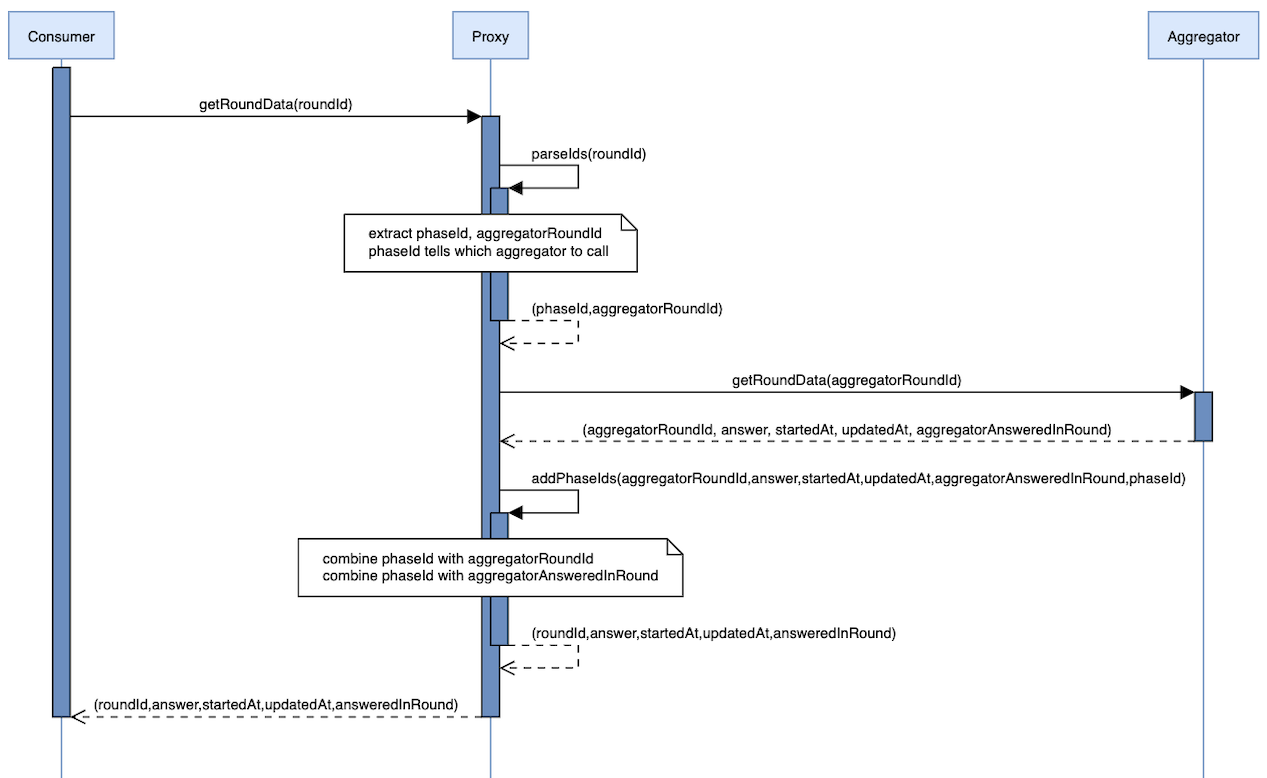 Consumer
Proxy
Aggregator
getRoundData(roundId)
parseIds(roundId)
extract phaseId, aggregatorRoundId
phaseId tells which aggregator to call
(phaseId,aggregatorRoundId)
getRoundData(aggregatorRoundId)
(aggregatorRoundId, answer, startedAt, updatedAt, aggregatorAnsweredInRound)
addPhaseIds(aggregatorRoundId,answer,startedAt,updatedAt,aggregatorAnsweredInRound,phaseId)
combine phaseId with aggregatorRoundId
combine phaseId with aggregatorAnsweredInRound
(roundId,answer,startedAt,updatedAt,answeredInRound)
(roundId,answer,startedAt,updatedAt,answeredInRound)